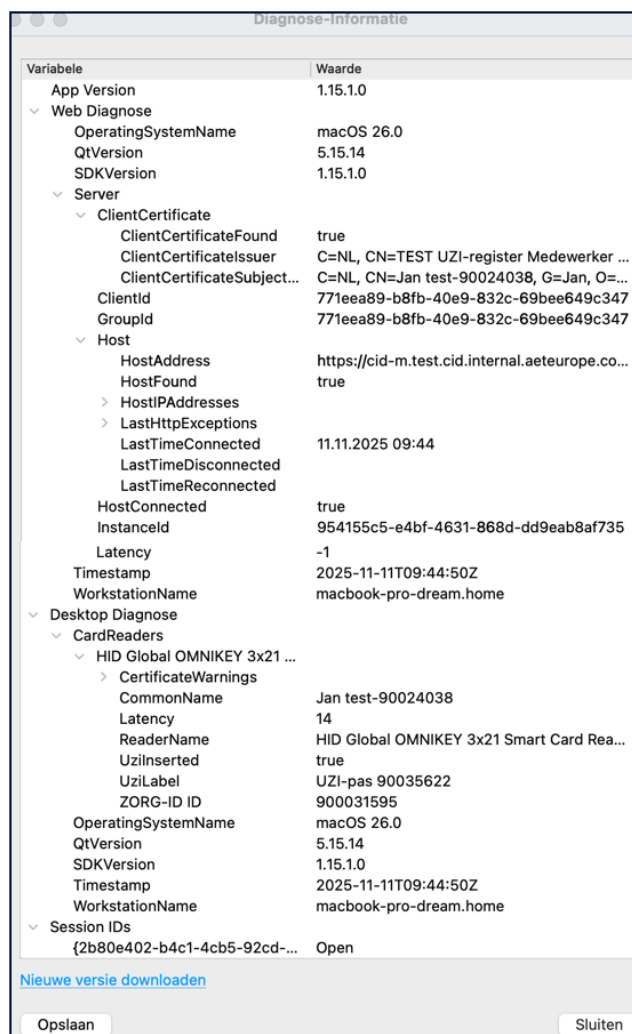 Diagnose-Informatie
Variabele Waarde
App Version 1.15.1.0
Web Diagnose
OperatingSystemName macOS 26.0
QtVersion 5.15.14
SDKVersion 1.15.1.0
Server
ClientCertificate
ClientCertificateFound true
ClientCertificateIssuer C=NL, CN=TEST UZI-register Medewerker ...
ClientCertificateSubject... C=NL, CN=Jan test-90024038, G=Jan, O=...
ClientId 771eea89-b8fb-40e9-832c-69bee649c347
GroupId 771eea89-b8fb-40e9-832c-69bee649c347
Host
HostAddress https://cid-m.test.cid.internal.aeteurope.co...
HostFound true
HostIPAddresses
LastHttpExceptions
LastTimeConnected 11.11.2025 09:44
LastTimeDisconnected
LastTimeReconnected
HostConnected true
InstanceId 954155c5-e4bf-4631-868d-dd9eab8af735
Latency -1
Timestamp 2025-11-11T09:44:50Z
WorkstationName macbook-pro-dream.home
Desktop Diagnose
CardReaders
HID Global OMNIKEY 3x21 ...
CertificateWarnings
CommonName Jan test-90024038
Latency 14
ReaderName HID Global OMNIKEY 3x21 Smart Card Rea...
UziInserted true
UziLabel UZI-pas 90035622
ZORG-ID ID 900031595
OperatingSystemName macOS 26.0
QtVersion 5.15.14
SDKVersion 1.15.1.0
Timestamp 2025-11-11T09:44:50Z
WorkstationName macbook-pro-dream.home
Session IDs
{2b80e402-b4c1-4cb5-92cd-... Open
Nieuwe versie downloaden
Opslaan Sluiten